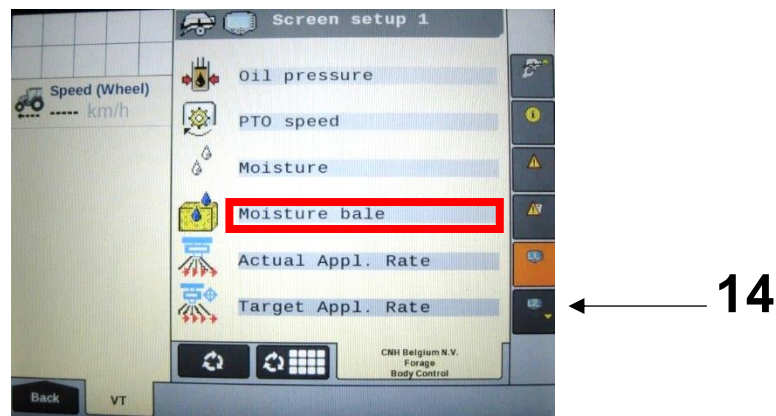 Screen setup 1
Speed (Wheel)
----- km/h
Oil pressure
PTO speed
Moisture
Moisture bale
Actual Appl. Rate
Target Appl. Rate
14
CNH Belgium N.V.
Forage
Body Control
Back
VT